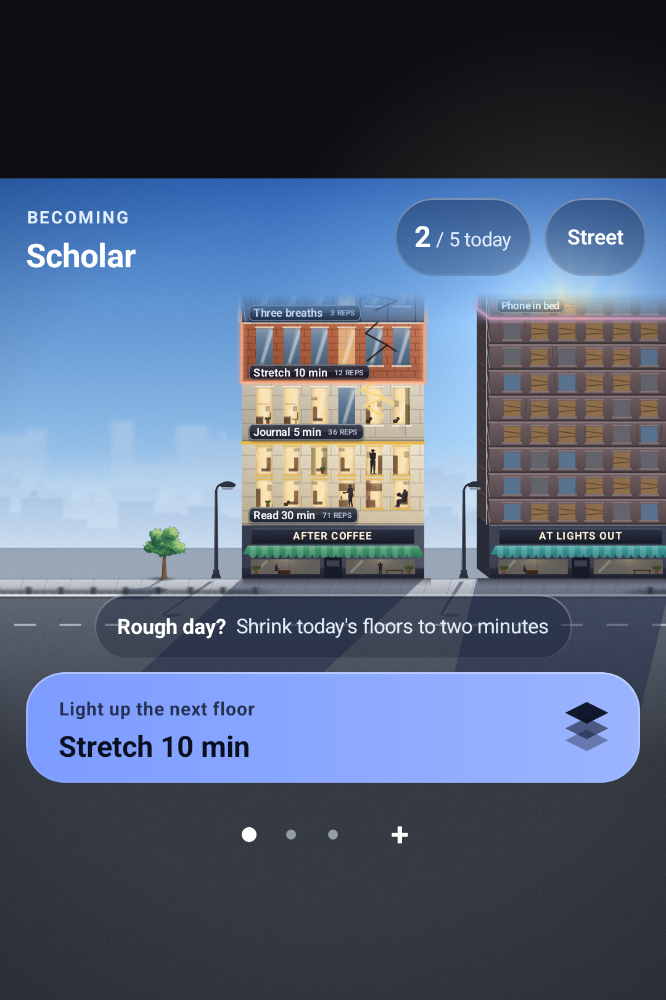 BECOMING
Scholar
2 / 5 today
Street
Three breaths 3 REPS
Phone in bed
Stretch 10 min 12 REPS
Journal 5 min 36 REPS
Read 30 min 71 REPS
AFTER COFFEE
AT LIGHTS OUT
Rough day? Shrink today's floors to two minutes
Light up the next floor
Stretch 10 min